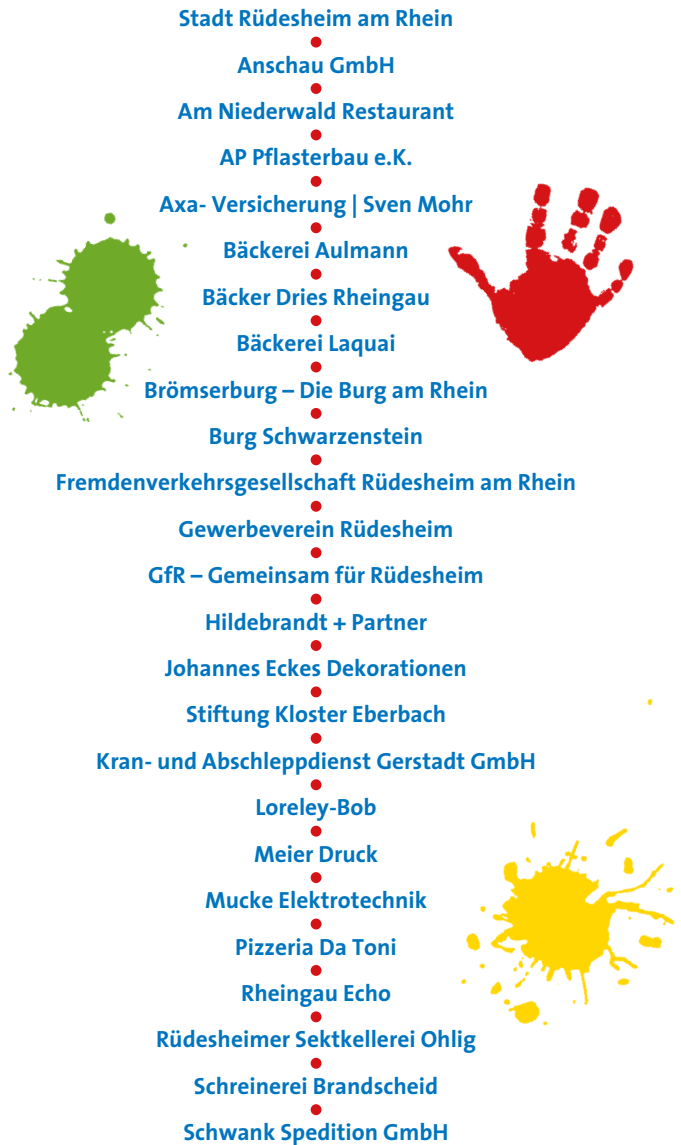 Stadt Rüdesheim am Rhein
Anschau GmbH
Am Niederwald Restaurant
AP Pflasterbau e.K.
Axa- Versicherung | Sven Mohr
Bäckerei Aulmann
Bäcker Dries Rheingau
Bäckerei Laquai
Brömserburg – Die Burg am Rhein
Burg Schwarzenstein
Fremdenverkehrsgesellschaft Rüdesheim am Rhein
Gewerbeverein Rüdesheim
GfR – Gemeinsam für Rüdesheim
Hildebrandt + Partner
Johannes Eckes Dekorationen
Stiftung Kloster Eberbach
Kran- und Abschleppdienst Gerstadt GmbH
Loreley-Bob
Meier Druck
Mucke Elektrotechnik
Pizzeria Da Toni
Rheingau Echo
Rüdesheimer Sektkellerei Ohlig
Schreinerei Brandscheid
Schwank Spedition GmbH